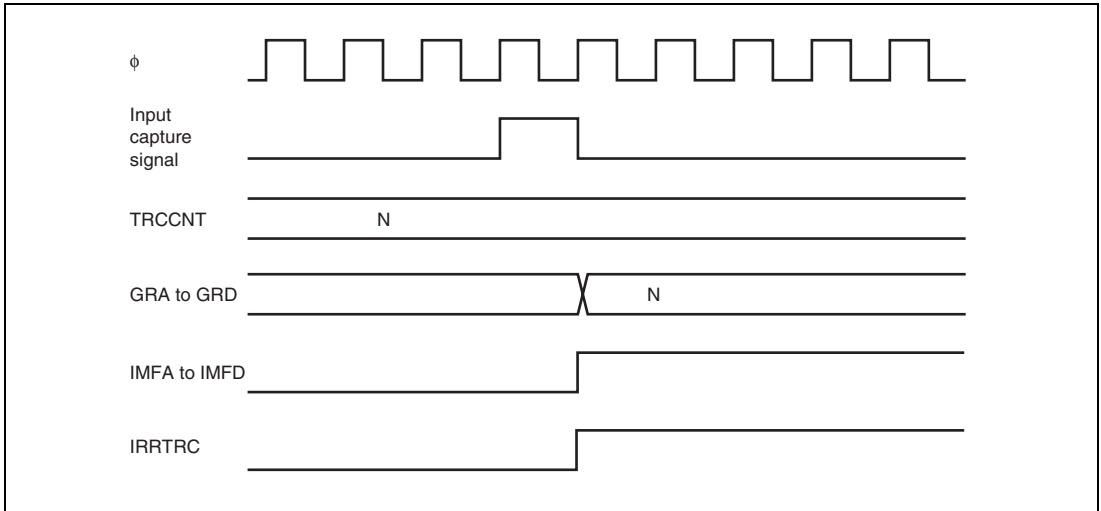 ϕ
Input
capture
signal
TRCCNT
N
GRA to GRD
N
IMFA to IMFD
IRRTRC